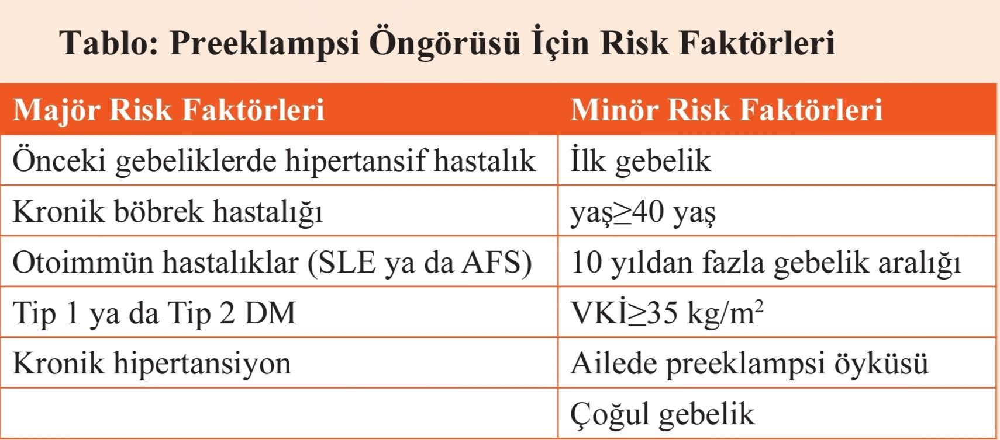 Tablo: Preeklampsi Öngörüsü İçin Risk Faktörleri
Majör Risk Faktörleri Minör Risk Faktörleri
Önceki gebeliklerde hipertansif hastalık İlk gebelik
Kronik böbrek hastalığı yaş≥40 yaş
Otoimmün hastalıklar (SLE ya da AFS) 10 yıldan fazla gebelik aralığı
Tip 1 ya da Tip 2 DM VKİ≥35 kg/m²
Kronik hipertansiyon Ailede preeklampsi öyküsü
Çoğul gebelik